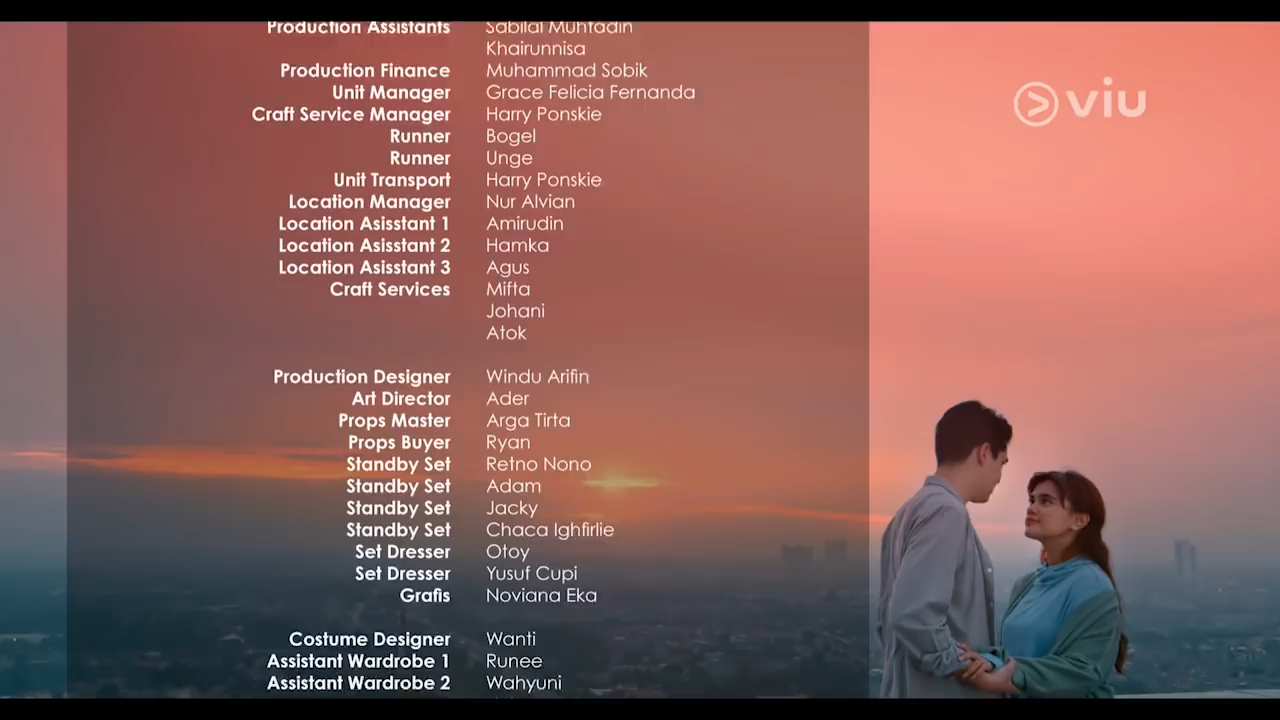 Production Assistants Sabilal Muhtadin
Khairunnisa
Production Finance Muhammad Sobik
Unit Manager Grace Felicia Fernanda
Craft Service Manager Harry Ponskie
Runner Bogel
Runner Unge
Unit Transport Harry Ponskie
Location Manager Nur Alvian
Location Asisstant 1 Amirudin
Location Asisstant 2 Hamka
Location Asisstant 3 Agus
Craft Services Mifta
Johani
Atok
Production Designer Windu Arifin
Art Director Ader
Props Master Arga Tirta
Props Buyer Ryan
Standby Set Retno Nono
Standby Set Adam
Standby Set Jacky
Standby Set Chaca Ighfirlie
Set Dresser Otoy
Set Dresser Yusuf Cupi
Grafis Noviana Eka
Costume Designer Wanti
Assistant Wardrobe 1 Runee
Assistant Wardrobe 2 Wahyuni
viu